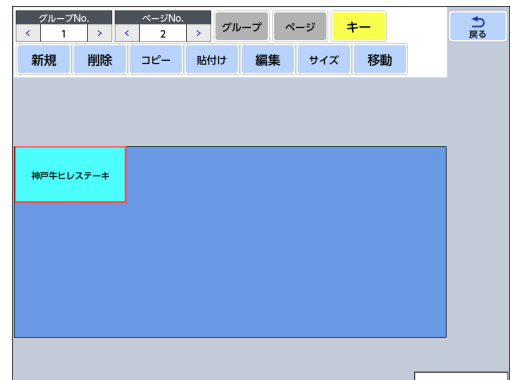 グループNo. ページNo.
< 1 > < 2 > グループ ページ キー 戻る
新規 削除 コピー 貼付け 編集 サイズ 移動
神戸牛ヒレステーキ